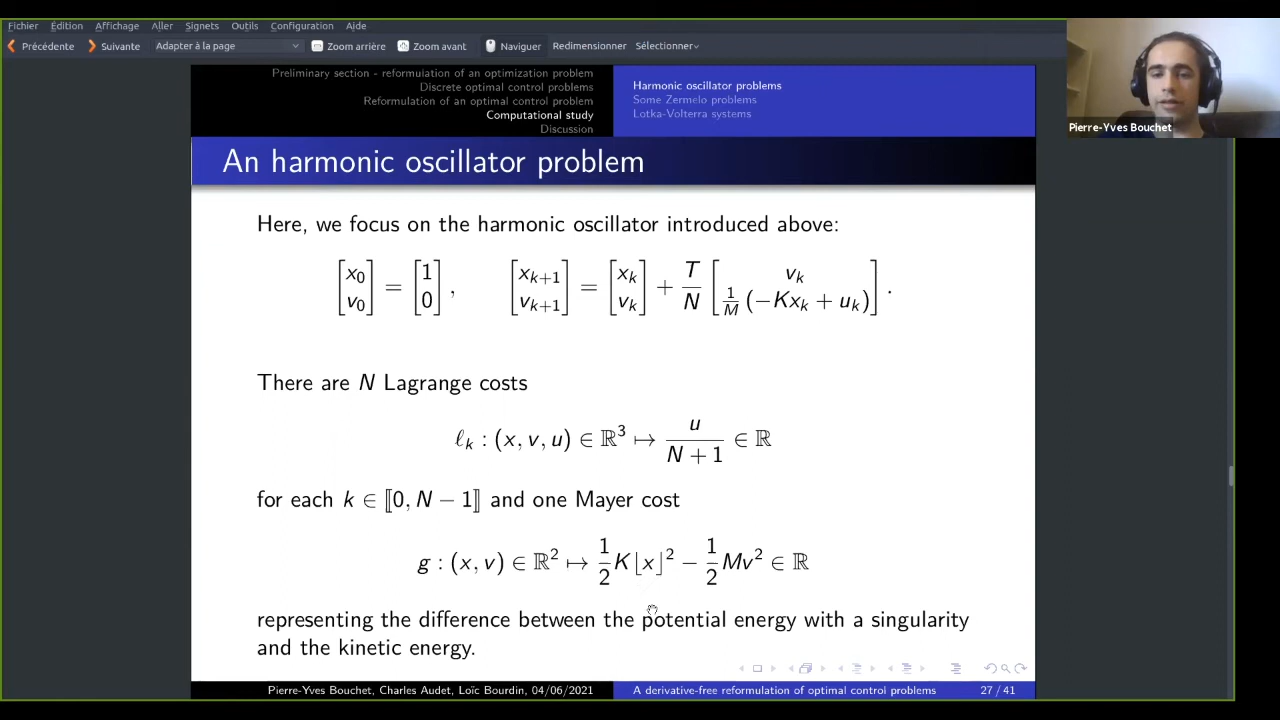 Fichier Édition Affichage Aller Signets Outils Configuration Aide
Précédente Suivante Adapter à la page Zoom arrière Zoom avant Naviguer Redimensionner Sélectionner
Pierre-Yves Bouchet
Preliminary section - reformulation of an optimization problem
Discrete optimal control problems
Reformulation of an optimal control problem
Computational study
Discussion
Harmonic oscillator problems
Some Zermelo problems
Lotka-Volterra systems
An harmonic oscillator problem
Here, we focus on the harmonic oscillator introduced above:
[x_0 v_0] = [1 0], [x_{k+1} v_{k+1}] = [x_k v_k] + T/N [v_k 1/M (−Kx_k + u_k)].
There are N Lagrange costs
ℓ_k : (x, v, u) ∈ ℝ³ ↦ u/(N + 1) ∈ ℝ
for each k ∈ ⟦0, N − 1⟧ and one Mayer cost
g : (x, v) ∈ ℝ² ↦ 1/2 K⌊x⌋² − 1/2 Mv² ∈ ℝ
representing the difference between the potential energy with a singularity
and the kinetic energy.
Pierre-Yves Bouchet, Charles Audet, Loïc Bourdin, 04/06/2021 A derivative-free reformulation of optimal control problems 27 / 41